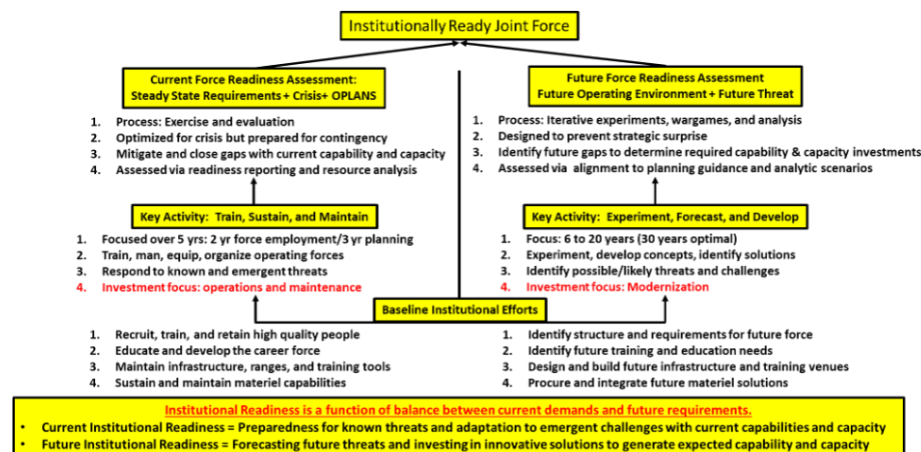 Institutionally Ready Joint Force
Current Force Readiness Assessment:
Steady State Requirements + Crisis+ OPLANS
1. Process: Exercise and evaluation
2. Optimized for crisis but prepared for contingency
3. Mitigate and close gaps with current capability and capacity
4. Assessed via readiness reporting and resource analysis
Key Activity: Train, Sustain, and Maintain
1. Focused over 5 yrs: 2 yr force employment/3 yr planning
2. Train, man, equip, organize operating forces
3. Respond to known and emergent threats
4. Investment focus: operations and maintenance
Future Force Readiness Assessment
Future Operating Environment + Future Threat
1. Process: Iterative experiments, wargames, and analysis
2. Designed to prevent strategic surprise
3. Identify future gaps to determine required capability & capacity investments
4. Assessed via alignment to planning guidance and analytic scenarios
Key Activity: Experiment, Forecast, and Develop
1. Focus: 6 to 20 years (30 years optimal)
2. Experiment, develop concepts, identify solutions
3. Identify possible/likely threats and challenges
4. Investment focus: Modernization
Baseline Institutional Efforts
1. Recruit, train, and retain high quality people
2. Educate and develop the career force
3. Maintain infrastructure, ranges, and training tools
4. Sustain and maintain materiel capabilities
1. Identify structure and requirements for future force
2. Identify future training and education needs
3. Design and build future infrastructure and training venues
4. Procure and integrate future materiel solutions
Institutional Readiness is a function of balance between current demands and future requirements.
• Current Institutional Readiness = Preparedness for known threats and adaptation to emergent challenges with current capabilities and capacity
• Future Institutional Readiness = Forecasting future threats and investing in innovative solutions to generate expected capability and capacity